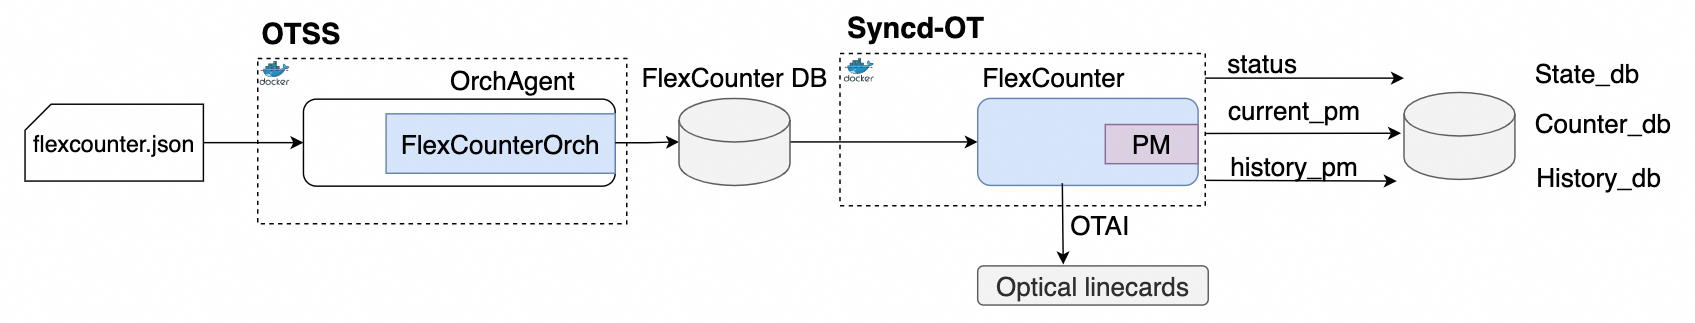 OTSS
Syncd-OT
docker
OrchAgent
FlexCounter DB
docker
FlexCounter
status
State_db
flexcounter.json
FlexCounterOrch
PM
current_pm
Counter_db
history_pm
History_db
OTAI
Optical linecards